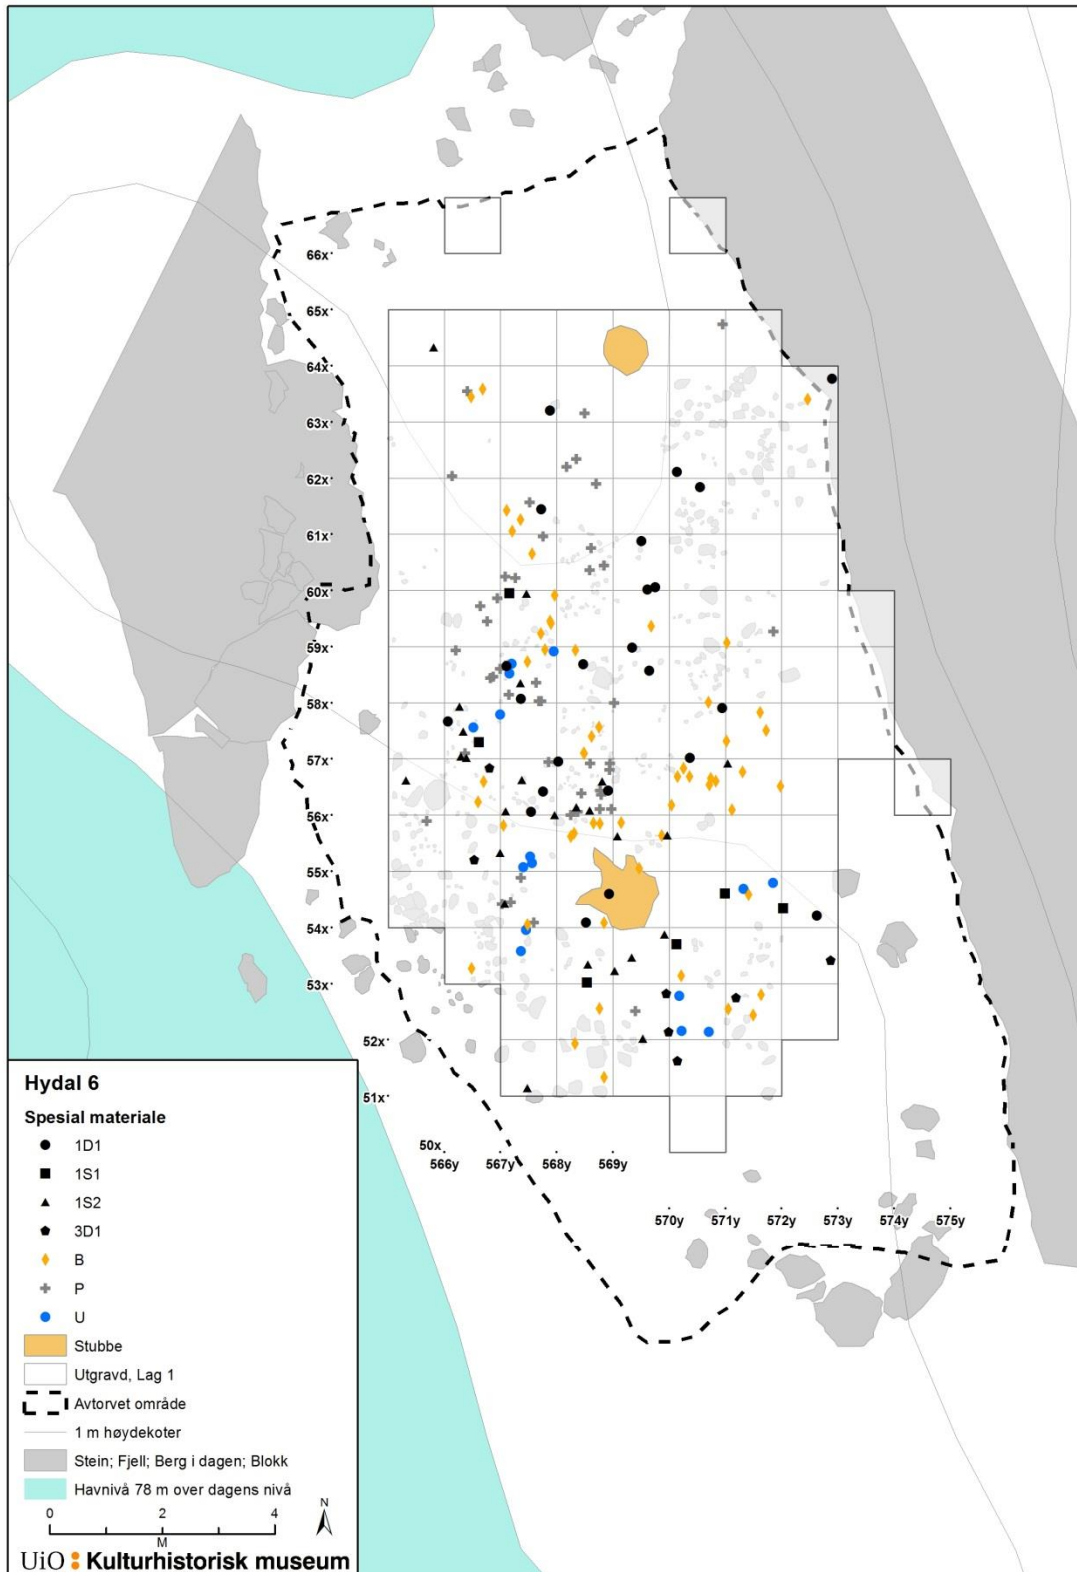 66x
65x
64x
63x
62x
61x
60x
59x
58x
57x
56x
55x
54x
53x
52x
51x
50x
566y 567y 568y 569y
570y 571y 572y 573y 574y 575y
Hydal 6
Spesial materiale
1D1
1S1
1S2
3D1
B
P
U
Stubbe
Utgravd, Lag 1
Avtorvet område
1 m høydekoter
Stein; Fjell; Berg i dagen; Blokk
Havnivå 78 m over dagens nivå
0 2 4
M
N
UiO Kulturhistorisk museum